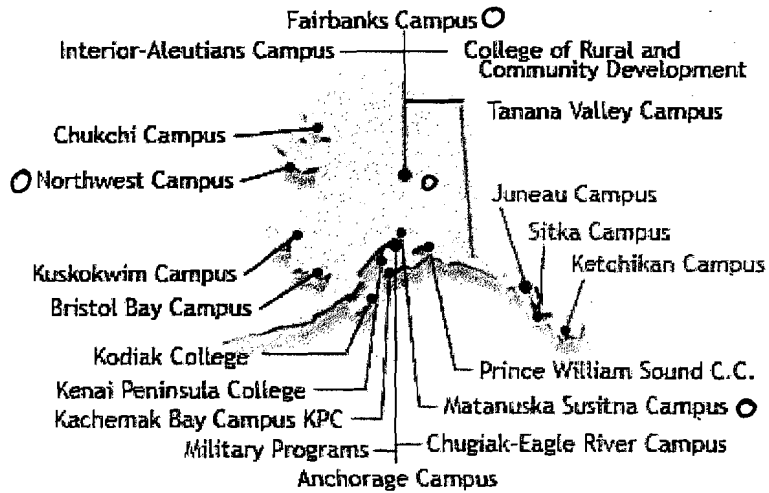 Fairbanks Campus
Interior-Aleutians Campus
College of Rural and
Community Development
Tanana Valley Campus
Chukchi Campus
Northwest Campus
Juneau Campus
Sitka Campus
Ketchikan Campus
Kuskokwim Campus
Bristol Bay Campus
Kodiak College
Prince William Sound C.C.
Kenai Peninsula College
Matanuska Susitna Campus
Kachemak Bay Campus KPC
Chugiak-Eagle River Campus
Military Programs
Anchorage Campus